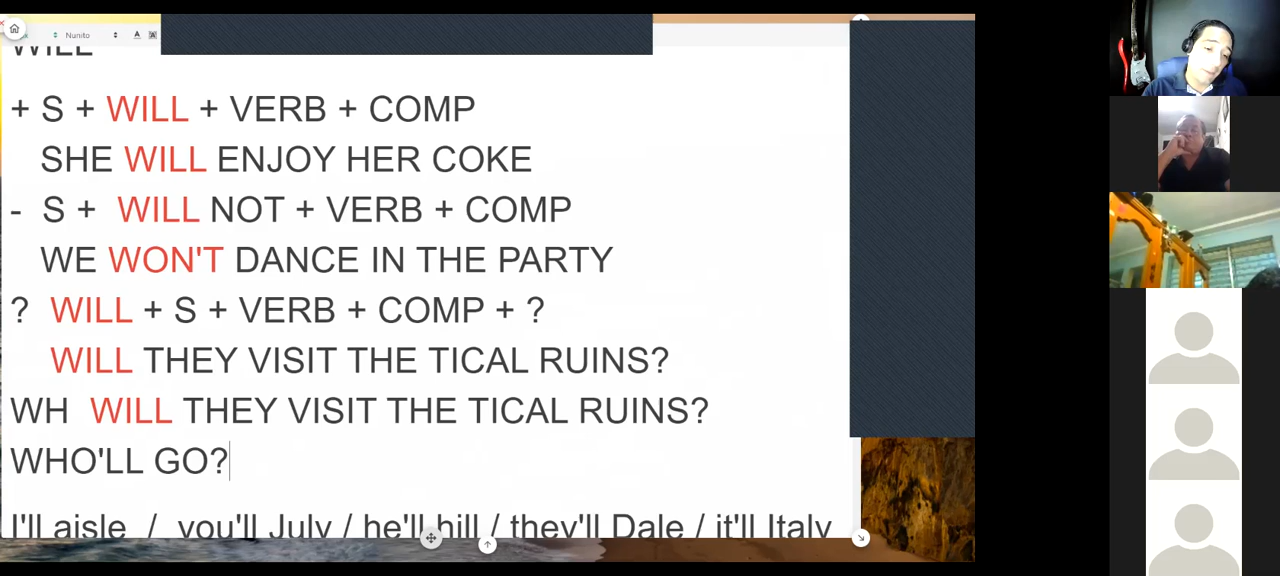 Nunito
WILL
+ S + WILL + VERB + COMP
SHE WILL ENJOY HER COKE
- S + WILL NOT + VERB + COMP
WE WON'T DANCE IN THE PARTY
? WILL + S + VERB + COMP + ?
WILL THEY VISIT THE TICAL RUINS?
WH WILL THEY VISIT THE TICAL RUINS?
WHO'LL GO?
I'll aisle / you'll July / he'll hill / they'll Dale / it'll Italy